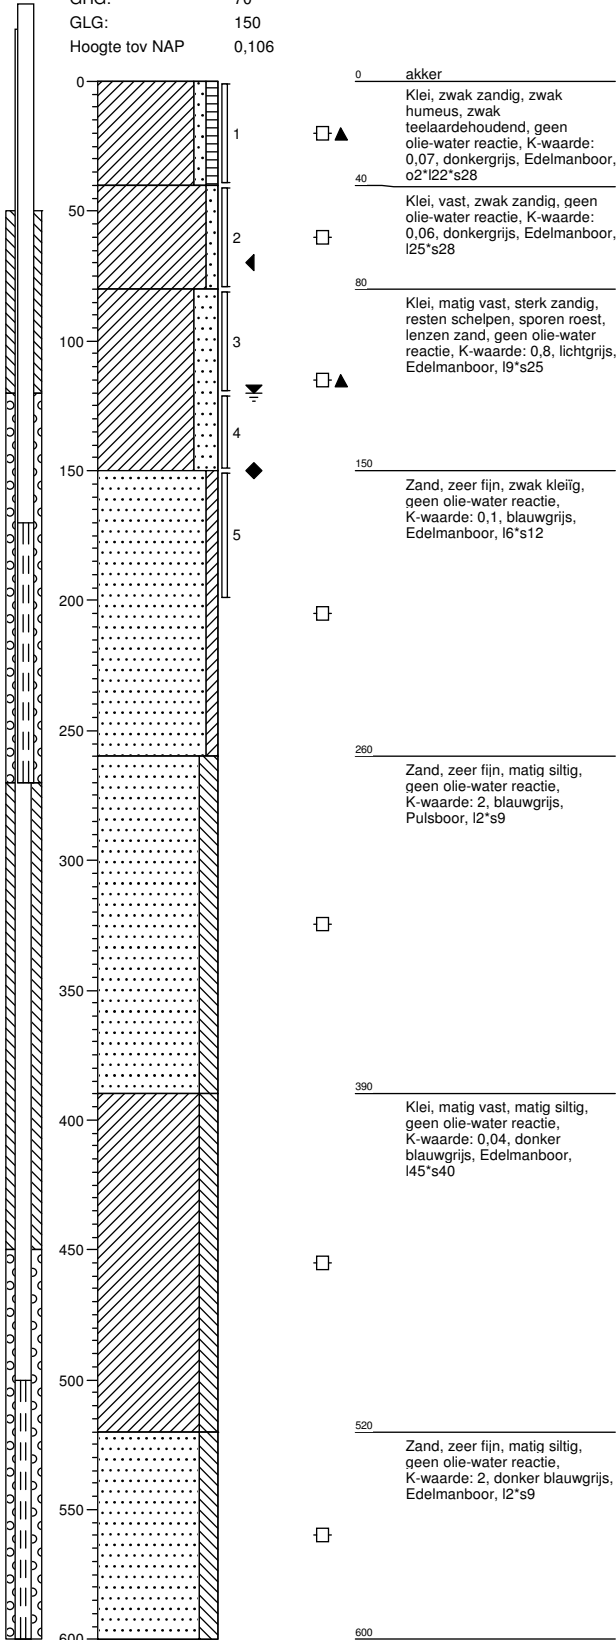 GHG: 70
GLG: 150
Hoogte tov NAP 0,106
0
50
100
150
200
250
300
350
400
450
500
550
600
1
2
3
4
5
0 akker
Klei, zwak zandig, zwak
humeus, zwak
teelaardehoudend, geen
olie-water reactie, K-waarde:
0,07, donkergrijs, Edelmanboor,
o2*l22*s28
40
Klei, vast, zwak zandig, geen
olie-water reactie, K-waarde:
0,06, donkergrijs, Edelmanboor,
l25*s28
80
Klei, matig vast, sterk zandig,
resten schelpen, sporen roest,
lenzen zand, geen olie-water
reactie, K-waarde: 0,8, lichtgrijs,
Edelmanboor, l9*s25
150
Zand, zeer fijn, zwak kleiïg,
geen olie-water reactie,
K-waarde: 0,1, blauwgrijs,
Edelmanboor, l6*s12
260
Zand, zeer fijn, matig siltig,
geen olie-water reactie,
K-waarde: 2, blauwgrijs,
Pulsboor, l2*s9
390
Klei, matig vast, matig siltig,
geen olie-water reactie,
K-waarde: 0,04, donker
blauwgrijs, Edelmanboor,
l45*s40
520
Zand, zeer fijn, matig siltig,
geen olie-water reactie,
K-waarde: 2, donker blauwgrijs,
Edelmanboor, l2*s9
600